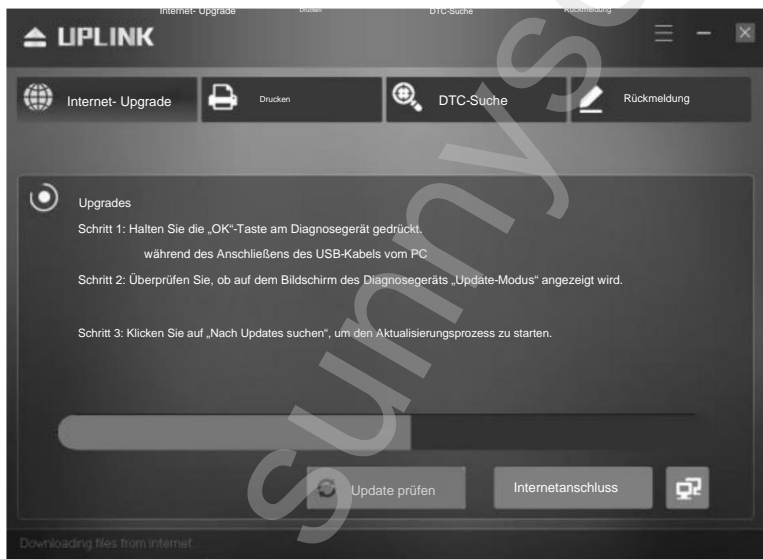 Internet- Upgrade Drucken DTC-Suche Rückmeldung
UPLINK
Internet- Upgrade Drucken DTC-Suche Rückmeldung
Upgrades
Schritt 1: Halten Sie die „OK“-Taste am Diagnosegerät gedrückt.
während des Anschließens des USB-Kabels vom PC
Schritt 2: Überprüfen Sie, ob auf dem Bildschirm des Diagnosegeräts „Update-Modus“ angezeigt wird.
Schritt 3: Klicken Sie auf „Nach Updates suchen“, um den Aktualisierungsprozess zu starten.
Update prüfen Internetanschluss
Downloading files from internet.
sunnyso